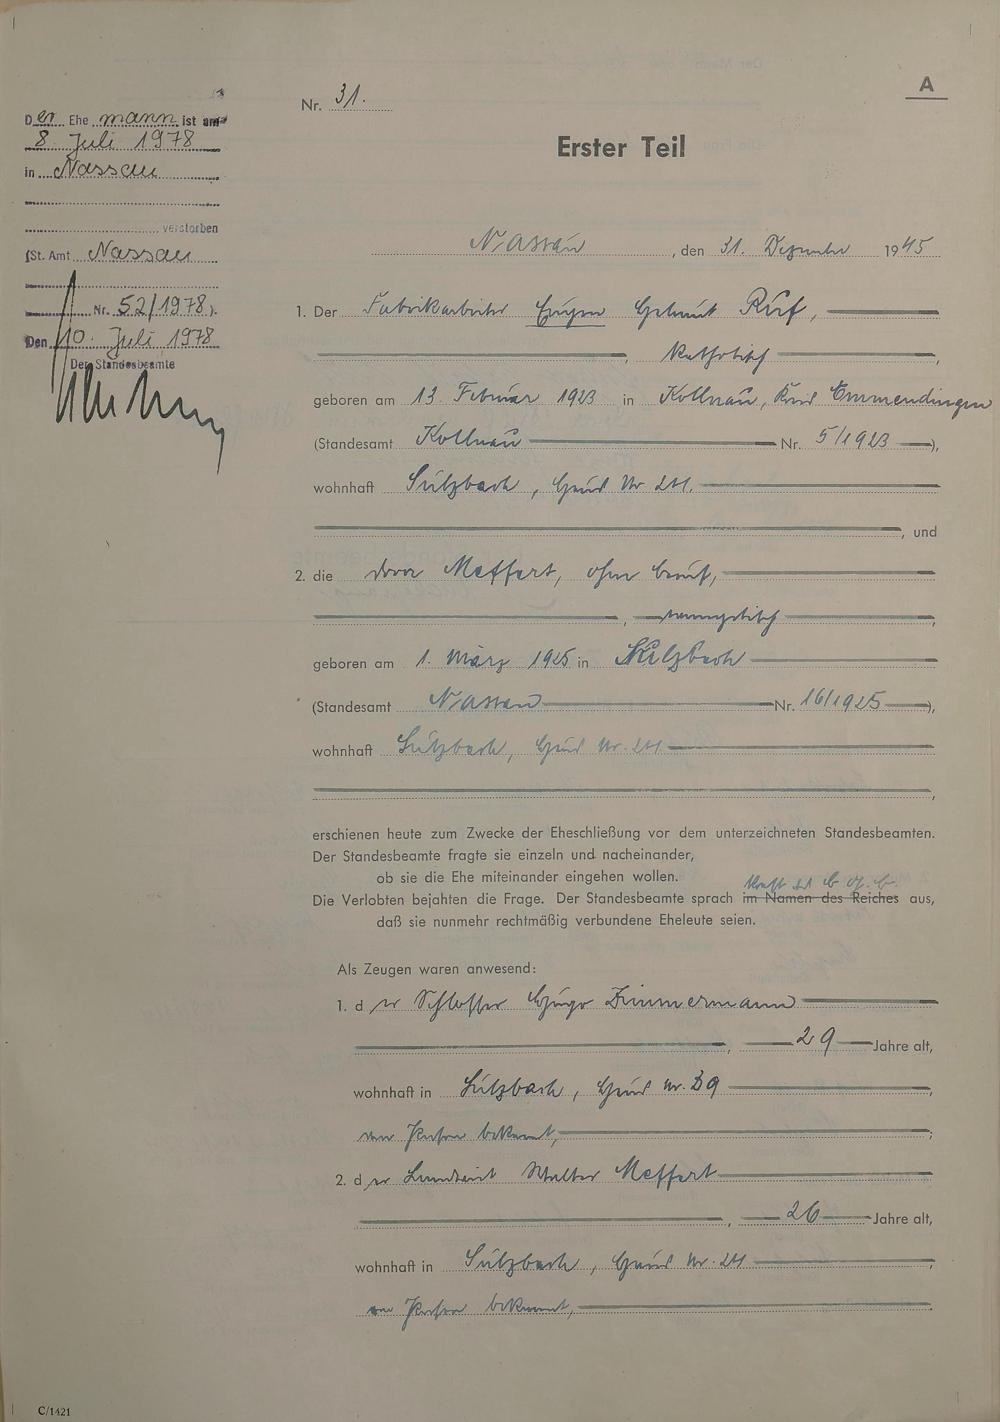 A
Nr. 31.
Der Ehemann ist am
8. Juli 1978
in Nassau
verstorben
(St. Amt Nassau
Nr. 52/1978).
Den 10. Juli 1978
Der Standesbeamte
Erster Teil
Nassau, den 31. Dezember 1945
1. Der Fabrikarbeiter Eugen Helmut Ruf,
, katholisch,
geboren am 13. Februar 1923 in Kollnau, Kreis Emmendingen
(Standesamt Kollnau Nr. 5/1923),
wohnhaft Sulzbach, Haus Nr. 21.
, und
2. die Dora Meffert, ohne Beruf,
, evangelisch,
geboren am 1. März 1925 in Sulzbach
(Standesamt Nassau Nr. 16/1925),
wohnhaft Sulzbach, Haus Nr. 21.
,
erschienen heute zum Zwecke der Eheschließung vor dem unterzeichneten Standesbeamten.
Der Standesbeamte fragte sie einzeln und nacheinander,
ob sie die Ehe miteinander eingehen wollen.
Die Verlobten bejahten die Frage. Der Standesbeamte sprach im Namen des Reiches aus,
daß sie nunmehr rechtmäßig verbundene Eheleute seien.
Als Zeugen waren anwesend:
1. der Schlosser Hugo Zimmermann
, 29 Jahre alt,
wohnhaft in Sulzbach, Haus Nr. 39,
von Person bekannt,;
2. der Landwirt Walter Meffert
, 26 Jahre alt,
wohnhaft in Sulzbach, Haus Nr. 21,
von Person bekannt,.
C/1421